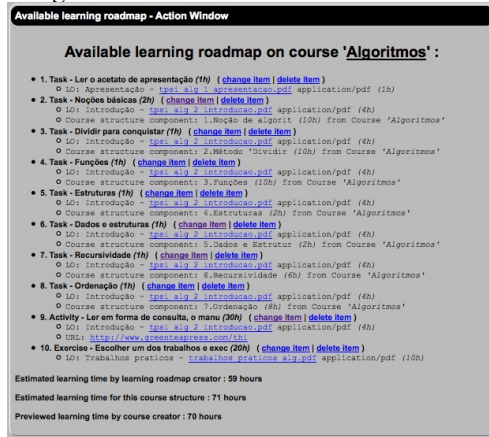 Available learning roadmap - Action Window
Available learning roadmap on course 'Algoritmos' :
1. Task - Ler o acetato de apresentação (1h) ( change item | delete item )
LO: Apresentação - tpsi alg 1 apresentacao.pdf application/pdf (1h)
2. Task - Noções básicas (2h) ( change item | delete item )
LO: Introdução - tpsi alg 2 introducao.pdf application/pdf (4h)
Course structure component: 1.Noção de algorit (10h) from Course 'Algoritmos'
3. Task - Dividir para conquistar (1h) ( change item | delete item )
LO: Introdução - tpsi alg 2 introducao.pdf application/pdf (4h)
Course structure component: 2.Método 'Dividir (10h) from Course 'Algoritmos'
4. Task - Funções (1h) ( change item | delete item )
LO: Introdução - tpsi alg 2 introducao.pdf application/pdf (4h)
Course structure component: 3.Funções (10h) from Course 'Algoritmos'
5. Task - Estruturas (1h) ( change item | delete item )
LO: Introdução - tpsi alg 2 introducao.pdf application/pdf (4h)
Course structure component: 4.Estruturas (2h) from Course 'Algoritmos'
6. Task - Dados e estruturas (1h) ( change item | delete item )
LO: Introdução - tpsi alg 2 introducao.pdf application/pdf (4h)
Course structure component: 5.Dados e Estrutur (2h) from Course 'Algoritmos'
7. Task - Recursividade (1h) ( change item | delete item )
LO: Introdução - tpsi alg 2 introducao.pdf application/pdf (4h)
Course structure component: 6.Recursividade (6h) from Course 'Algoritmos'
8. Task - Ordenação (1h) ( change item | delete item )
LO: Introdução - tpsi alg 2 introducao.pdf application/pdf (4h)
Course structure component: 7.Ordenação (8h) from Course 'Algoritmos'
9. Activity - Ler em forma de consulta, o manu (30h) ( change item | delete item )
LO: Introdução - tpsi alg 2 introducao.pdf application/pdf (4h)
URL: http://www.greenteapress.com/thi
10. Exercise - Escolher um dos trabalhos e exec (20h) ( change item | delete item )
LO: Trabalhos praticos - trabalhos praticos alg.pdf application/pdf (10h)
Estimated learning time by learning roadmap creator : 59 hours
Estimated learning time for this course structure : 71 hours
Previewed learning time by course creator : 70 hours